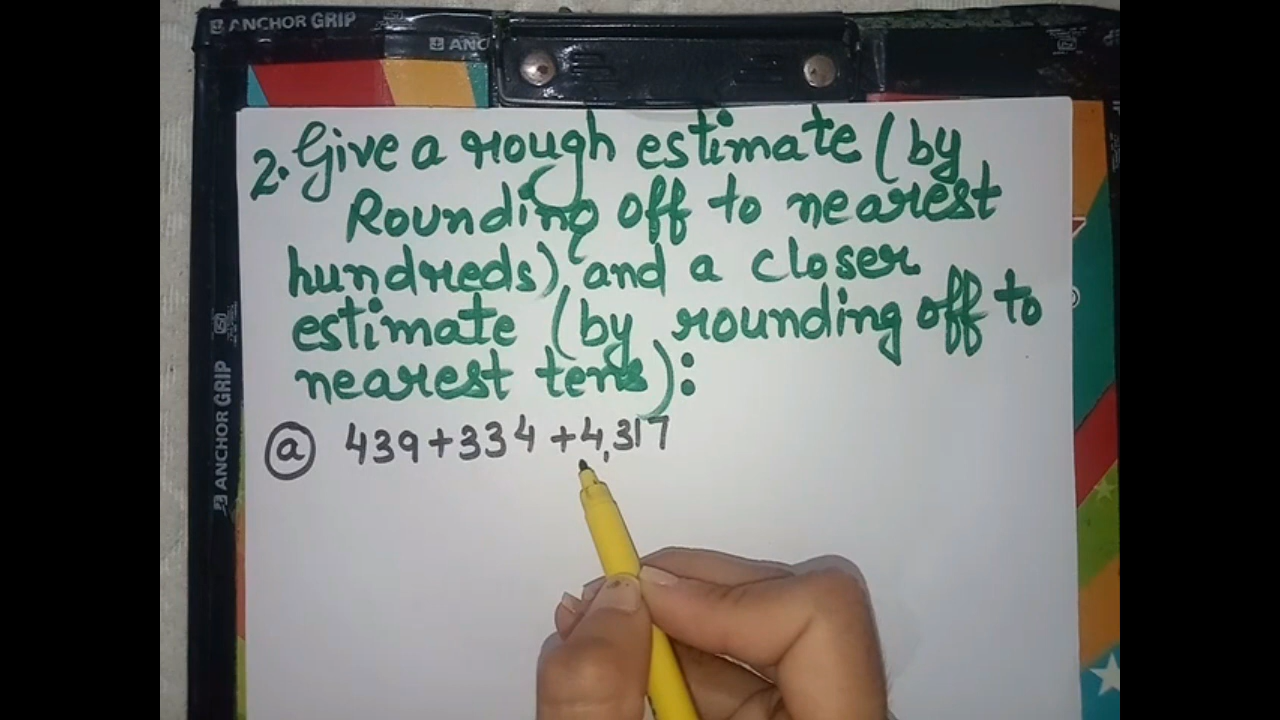 ANCHOR GRIP
ANC
2. Give a rough estimate (by
Rounding off to nearest
hundreds) and a closer
estimate (by rounding off to
nearest tens):
ⓐ 439+334+4,317
ANCHOR GRIP
ANCHOR GRIP